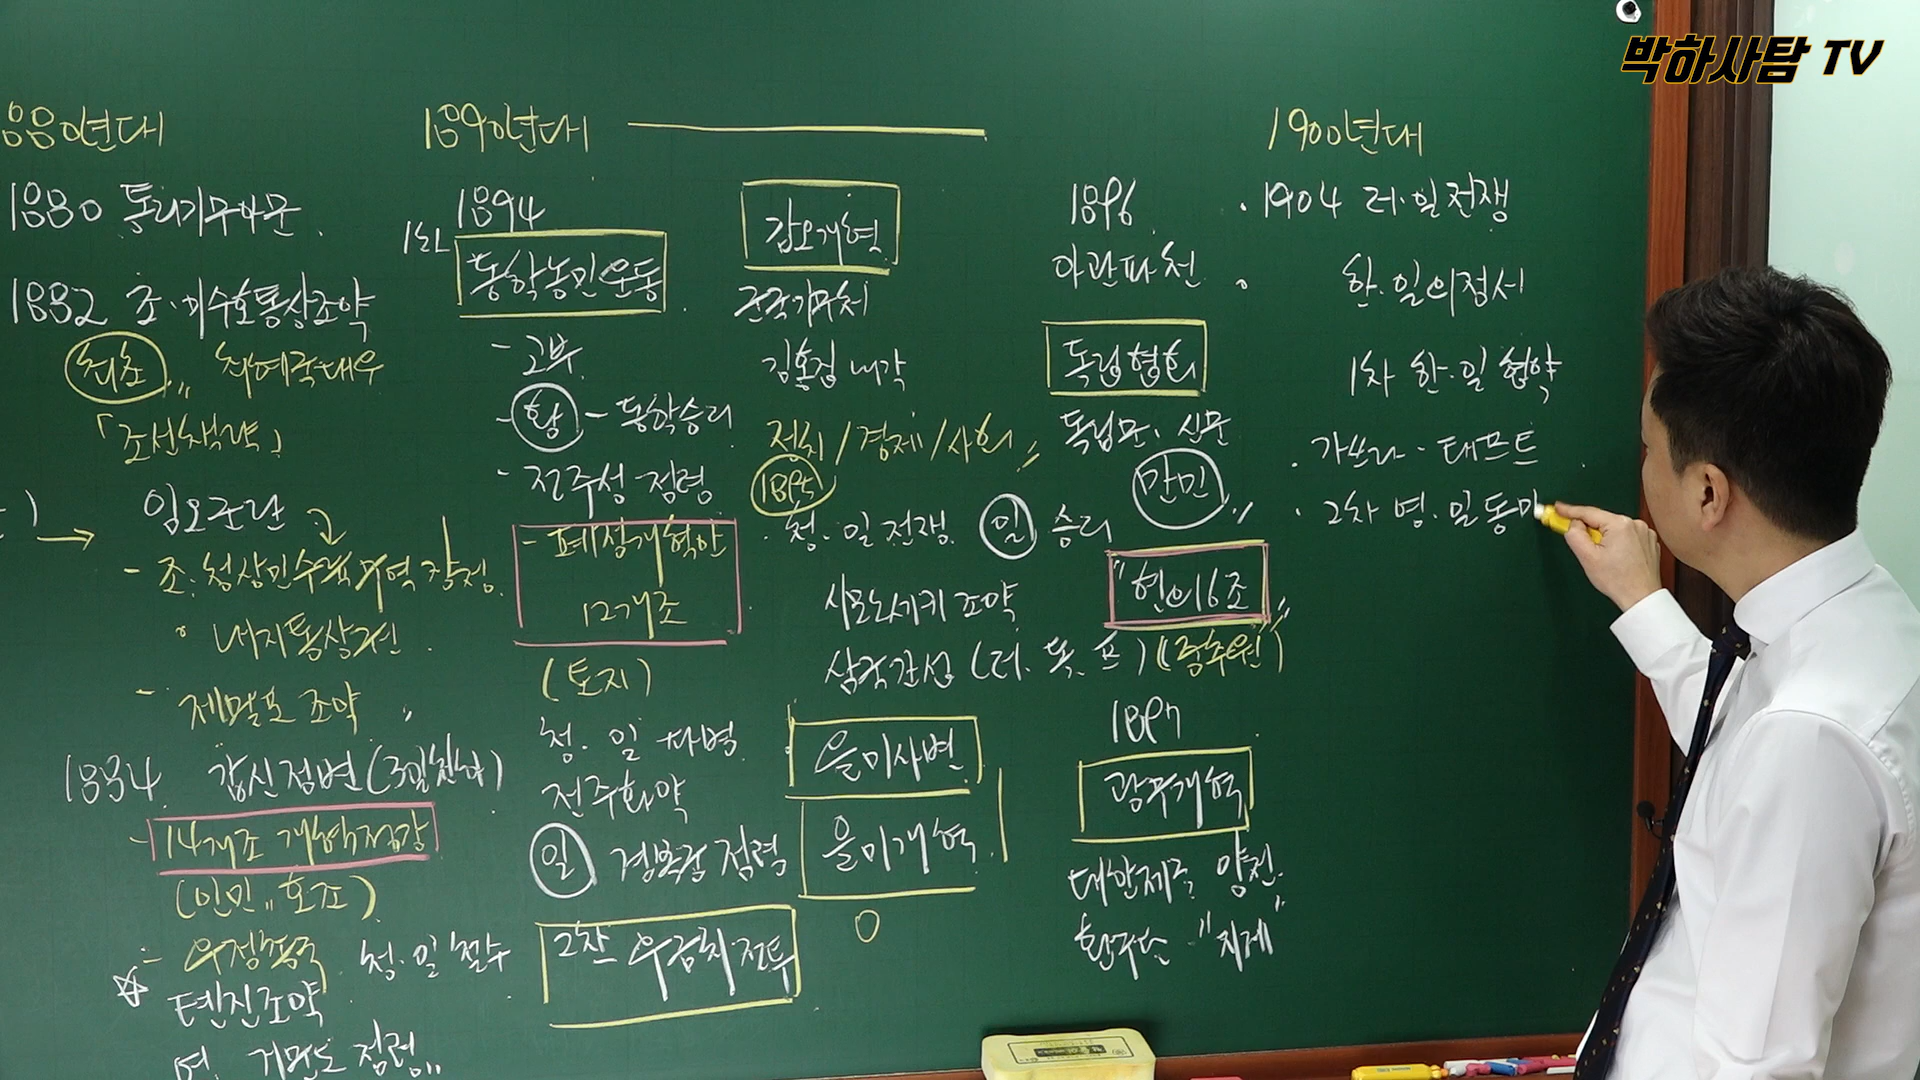 박하사탐 TV
880년대
1880 통리기무아문
1882 조·미수호통상조약
최초 〃 최혜국대우
「조선책략」
임오군란
→
- 조·청상민수륙무역장정
내지통상권
- 제물포 조약
1884 갑신정변(3일천하)
- 14개조 개혁정강
(인민, 호조)
- 우정총국 청·일 철수
톈진조약
영. 거문도 점령〃
1890년대
1894
1차 동학농민운동
- 고부
- 황 - 동학승리
- 전주성 점령
- 폐정개혁안
12개조
(토지)
청·일 파병
전주화약
일 경복궁 점령
2차 우금치전투
갑오개혁
군국기무처
김홍집 내각
정치/경제/사회〃
1895
·청·일전쟁 일 승리
시모노세키 조약
삼국간섭 (러·독·프)
을미사변
을미개혁
1896
아관파천
독립협회
독립문, 신문
만민〃
"헌의6조"
("중추원")
1897
광무개혁
대한제국 양전
환구단 "지계"
1900년대
·1904 러·일전쟁
한·일의정서
1차 한·일 협약
·가쓰라·태프트
·2차 영·일동마